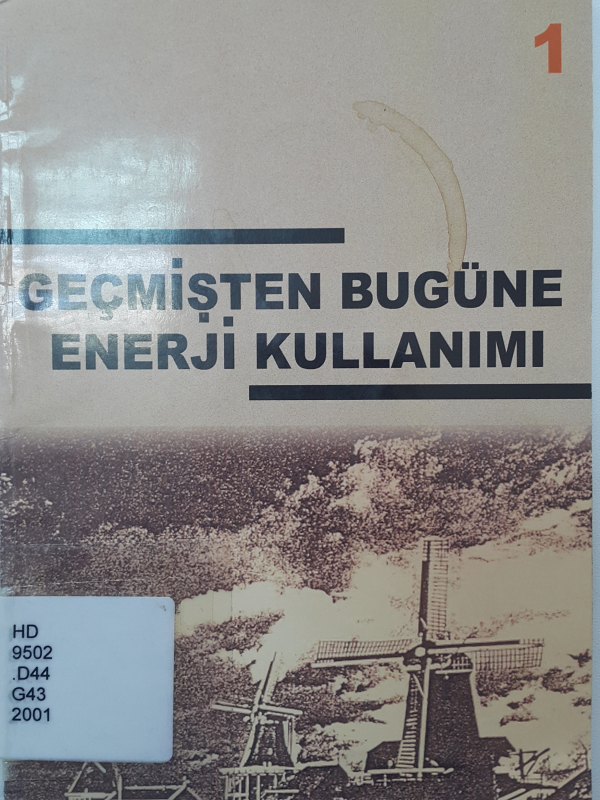 1
GEÇMİŞTEN BUGÜNE
ENERJİ KULLANIMI
HD
9502
.D44
G43
2001